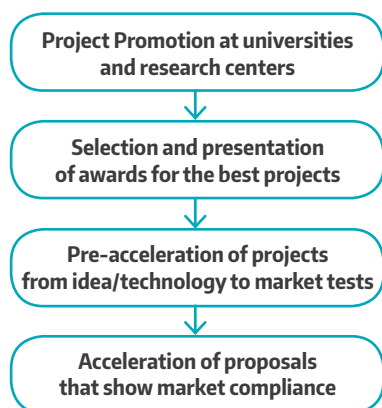 Project Promotion at universities
and research centers
Selection and presentation
of awards for the best projects
Pre-acceleration of projects
from idea/technology to market tests
Acceleration of proposals
that show market compliance